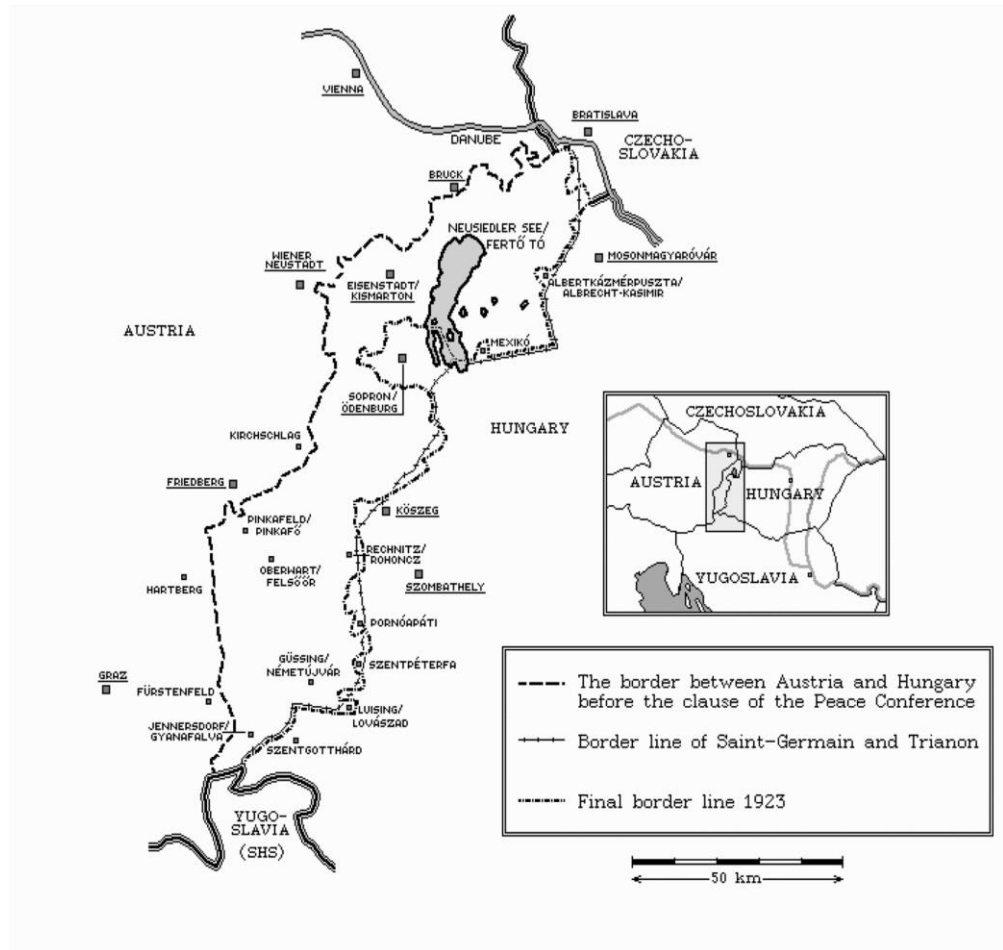 VIENNA
BRATISLAVA
DANUBE
CZECHO-
SLOVAKIA
BRUCK
NEUSIEDLER SEE/
FERTŐ TÓ
WIENER
NEUSTADT
MOSONMAGYARÓVÁR
EISENSTADT/
KISMARTON
ALBERTKÁZMÉRPUSZTA/
ALBRECHT-KASIMIR
AUSTRIA
MEXIKÓ
SOPRON/
ÖDENBURG
HUNGARY
KIRCHSCHLAG
FRIEDBERG
KÖSZEG
PINKAFELD/
PINKAFŐ
RECHNITZ/
ROHONCZ
OBERWART/
FELSŐŐR
HARTBERG
SZOMBATHELY
PORNÓAPÁTI
GÜSSING/
NÉMETÚJVÁR
SZENTPÉTERFA
GRAZ
FÜRSTENFELD
LUISING/
LOVÁSZAD
JENNERSDORF/
GYANAFALVA
SZENTGOTTHÁRD
YUGO-
SLAVIA
(SHS)
CZECHOSLOVAKIA
AUSTRIA
HUNGARY
YUGOSLAVIA
The border between Austria and Hungary
before the clause of the Peace Conference
Border line of Saint-Germain and Trianon
Final border line 1923
50 km